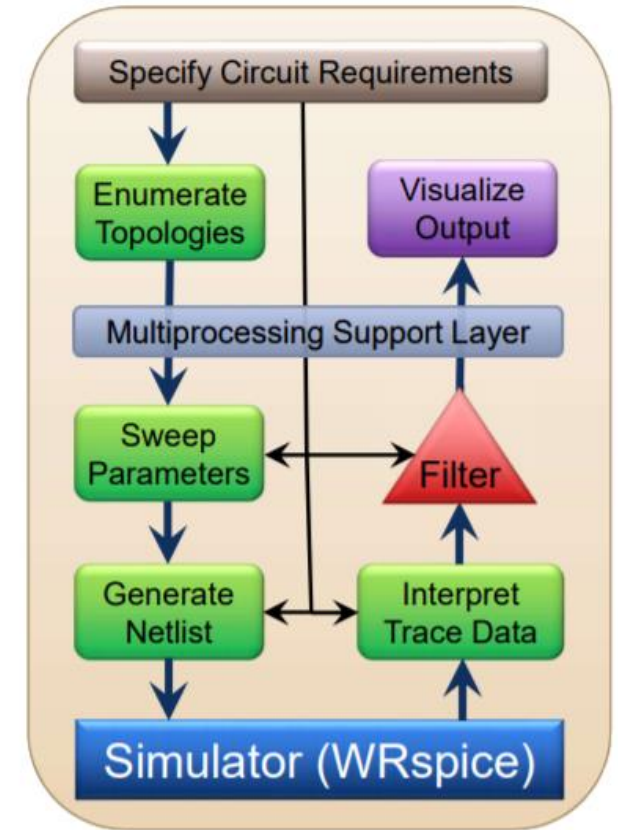 Specify Circuit Requirements
Enumerate
Topologies
Visualize
Output
Multiprocessing Support Layer
Sweep
Parameters
Filter
Generate
Netlist
Interpret
Trace Data
Simulator (WRspice)